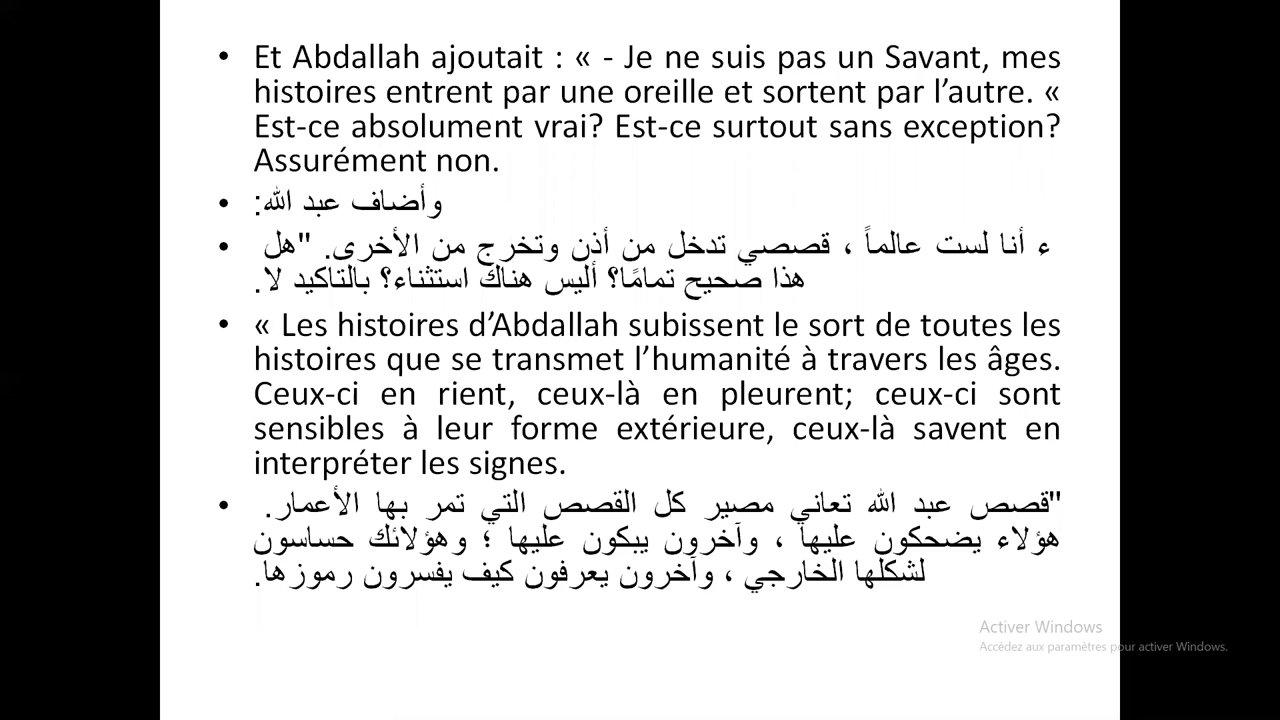 • Et Abdallah ajoutait : « - Je ne suis pas un Savant, mes
histoires entrent par une oreille et sortent par l’autre. «
Est-ce absolument vrai? Est-ce surtout sans exception?
Assurément non.
• وأضاف عبد الله:
• ء أنا لست عالماً ، قصصي تدخل من أذن وتخرج من الأخرى. "هل
هذا صحيح تمامًا؟ أليس هناك استثناء؟ بالتاكيد لا.
• « Les histoires d’Abdallah subissent le sort de toutes les
histoires que se transmet l’humanité à travers les âges.
Ceux-ci en rient, ceux-là en pleurent; ceux-ci sont
sensibles à leur forme extérieure, ceux-là savent en
interpréter les signes.
• "قصص عبد الله تعاني مصير كل القصص التي تمر بها الأعمار.
هؤلاء يضحكون عليها ، وآخرون يبكون عليها ؛ وهؤلائك حساسون
لشكلها الخارجي ، وآخرون يعرفون كيف يفسرون رموزها.
Activer Windows
Accédez aux paramètres pour activer Windows.